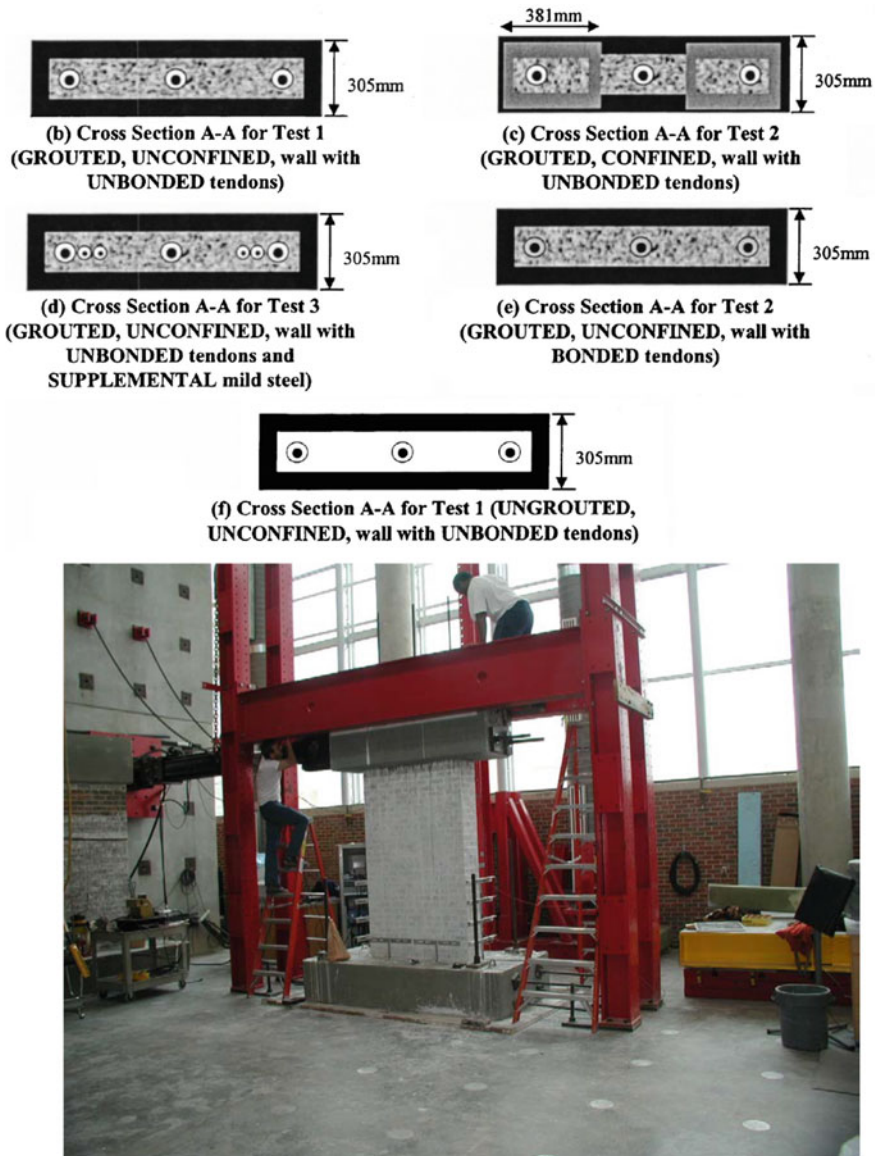 381mm
305mm
305mm
(b) Cross Section A-A for Test 1
(GROUTED, UNCONFINED, wall with
UNBONDED tendons)
(c) Cross Section A-A for Test 2
(GROUTED, CONFINED, wall with
UNBONDED tendons)
305mm
305mm
(d) Cross Section A-A for Test 3
(GROUTED, UNCONFINED, wall with
UNBONDED tendons and
SUPPLEMENTAL mild steel)
(e) Cross Section A-A for Test 2
(GROUTED, UNCONFINED, wall with
BONDED tendons)
305mm
(f) Cross Section A-A for Test 1 (UNGROUTED,
UNCONFINED, wall with UNBONDED tendons)